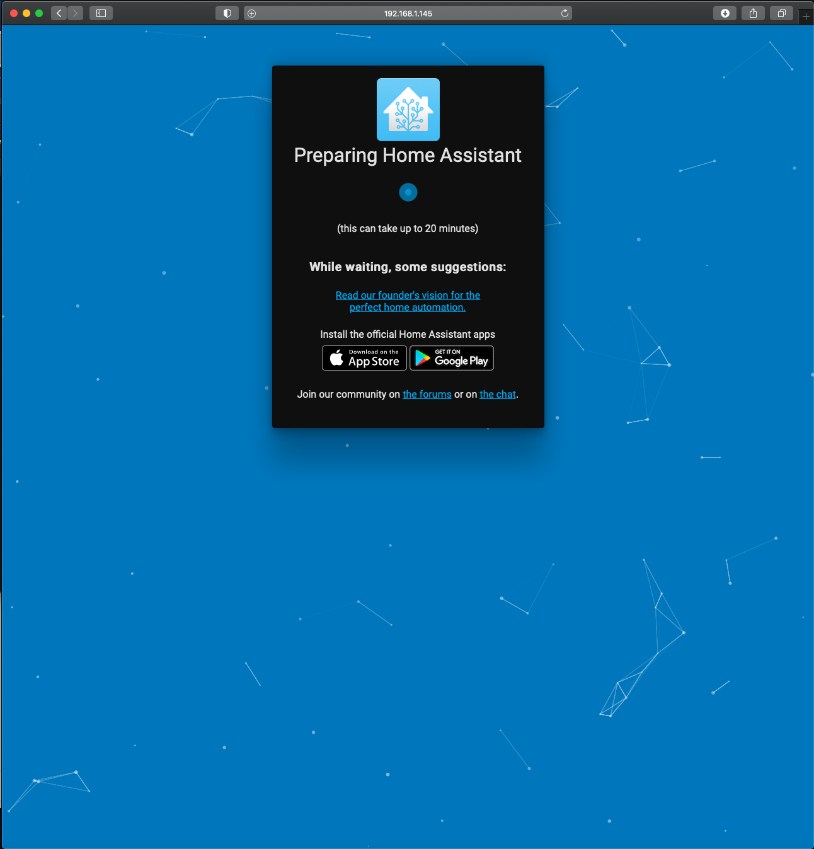 192.168.1.145
Preparing Home Assistant
(this can take up to 20 minutes)
While waiting, some suggestions:
Read our founder's vision for the
perfect home automation.
Install the official Home Assistant apps
Download on the
App Store
GET IT ON
Google Play
Join our community on the forums or on the chat.